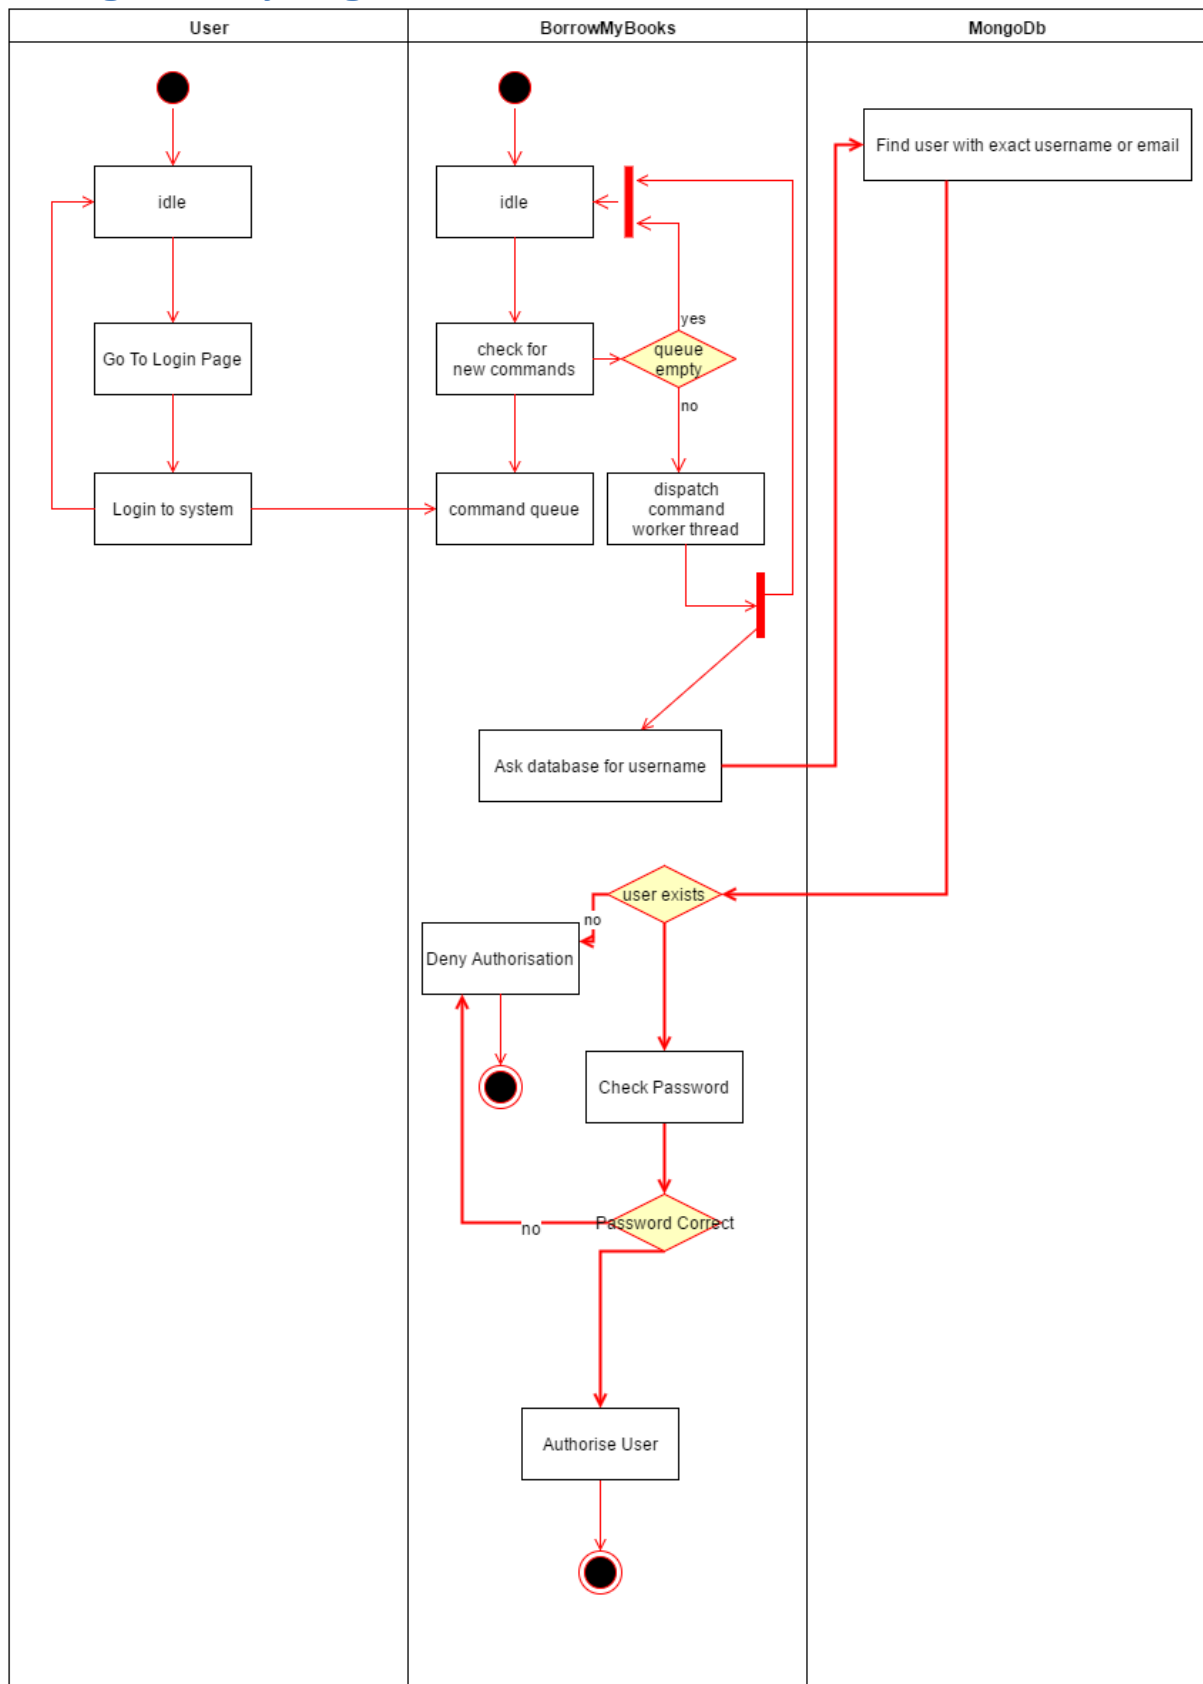 User
BorrowMyBooks
MongoDb
Find user with exact username or email
idle
idle
yes
Go To Login Page
check for
new commands
queue
empty
no
Login to system
command queue
dispatch
command
worker thread
Ask database for username
user exists
no
Deny Authorisation
Check Password
Password Correct
no
Authorise User